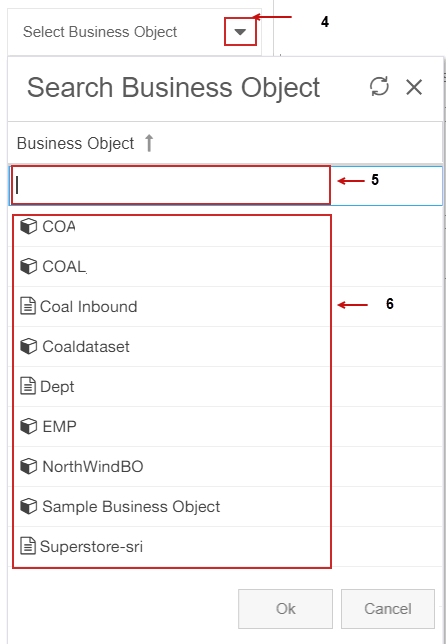 Select Business Object
4
Search Business Object
Business Object
5
COA
COAL
Coal Inbound
6
Coaldataset
Dept
EMP
NorthWindBO
Sample Business Object
Superstore-sri
Ok Cancel